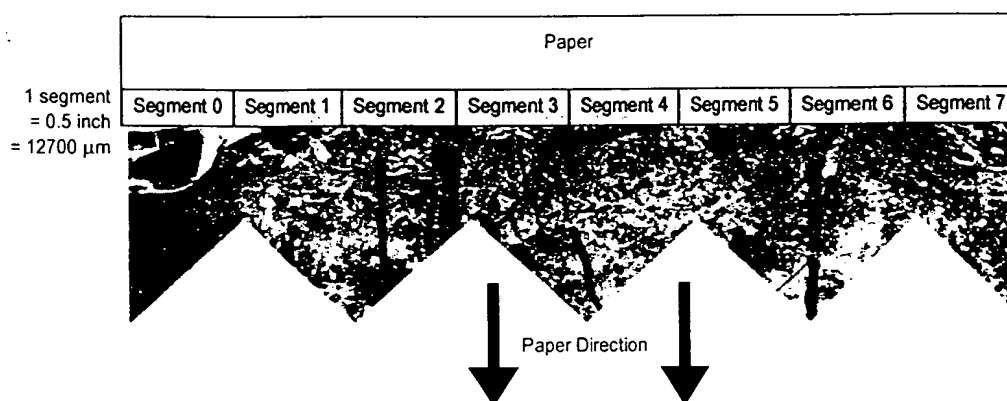 Paper
1 segment
= 0.5 inch
= 12700 μm
Segment 0 Segment 1 Segment 2 Segment 3 Segment 4 Segment 5 Segment 6 Segment 7
Paper Direction